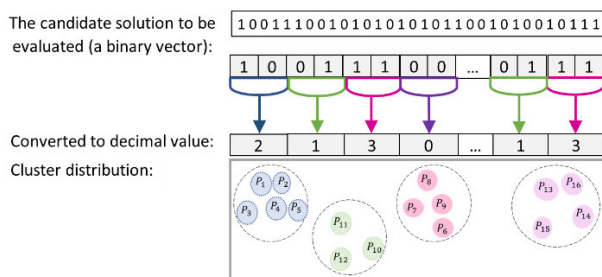 The candidate solution to be
evaluated (a binary vector):
1 0 0 1 1 1 0 0 1 0 1 0 1 0 1 0 1 0 1 1 0 0 1 0 1 0 0 1 0 1 1 1
1 0 0 1 1 1 0 0 ... 0 1 1 1
Converted to decimal value:
2 1 3 0 ... 1 3
Cluster distribution:
P1 P2
P3 P4 P5
P11
P12 P10
P8
P7 P9
P6
P13 P16
P15 P14